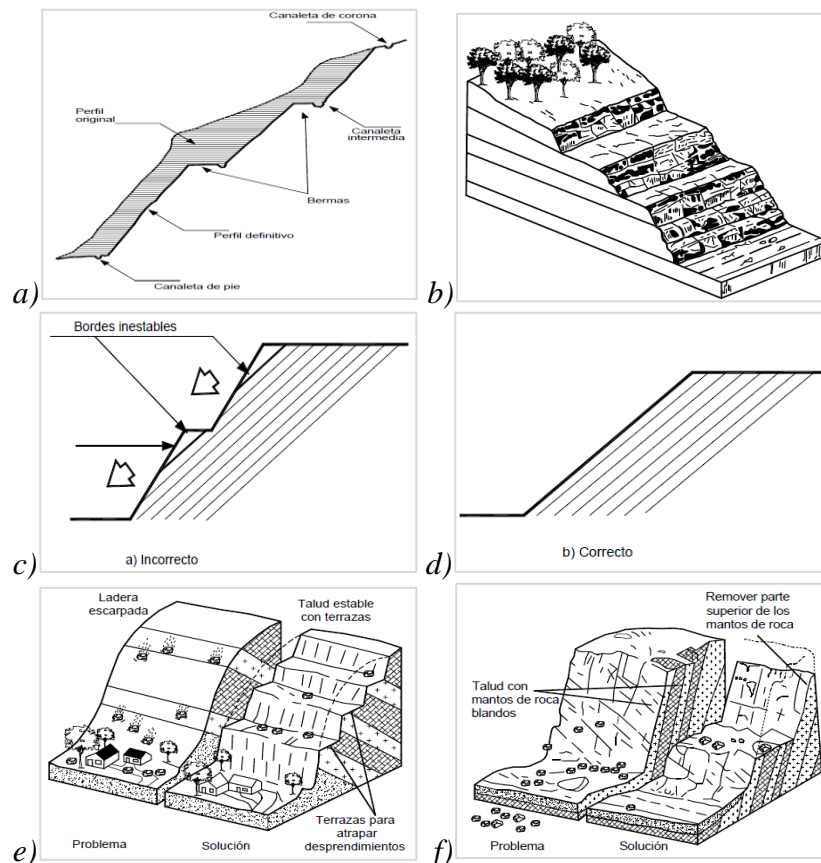 Canaleta de corona
Perfil
original
Canaleta
intermedia
Bermas
Perfil definitivo
Canaleta de pie
a)
b)
Bordes inestables
a) Incorrecto
c)
b) Correcto
d)
Ladera
escarpada
Talud estable
con terrazas
Terrazas para
atrapar
desprendimientos
Problema
Solución
e)
Remover parte
superior de los
mantos de roca
Talud con
mantos de roca
blandos
Problema
Solución
f)